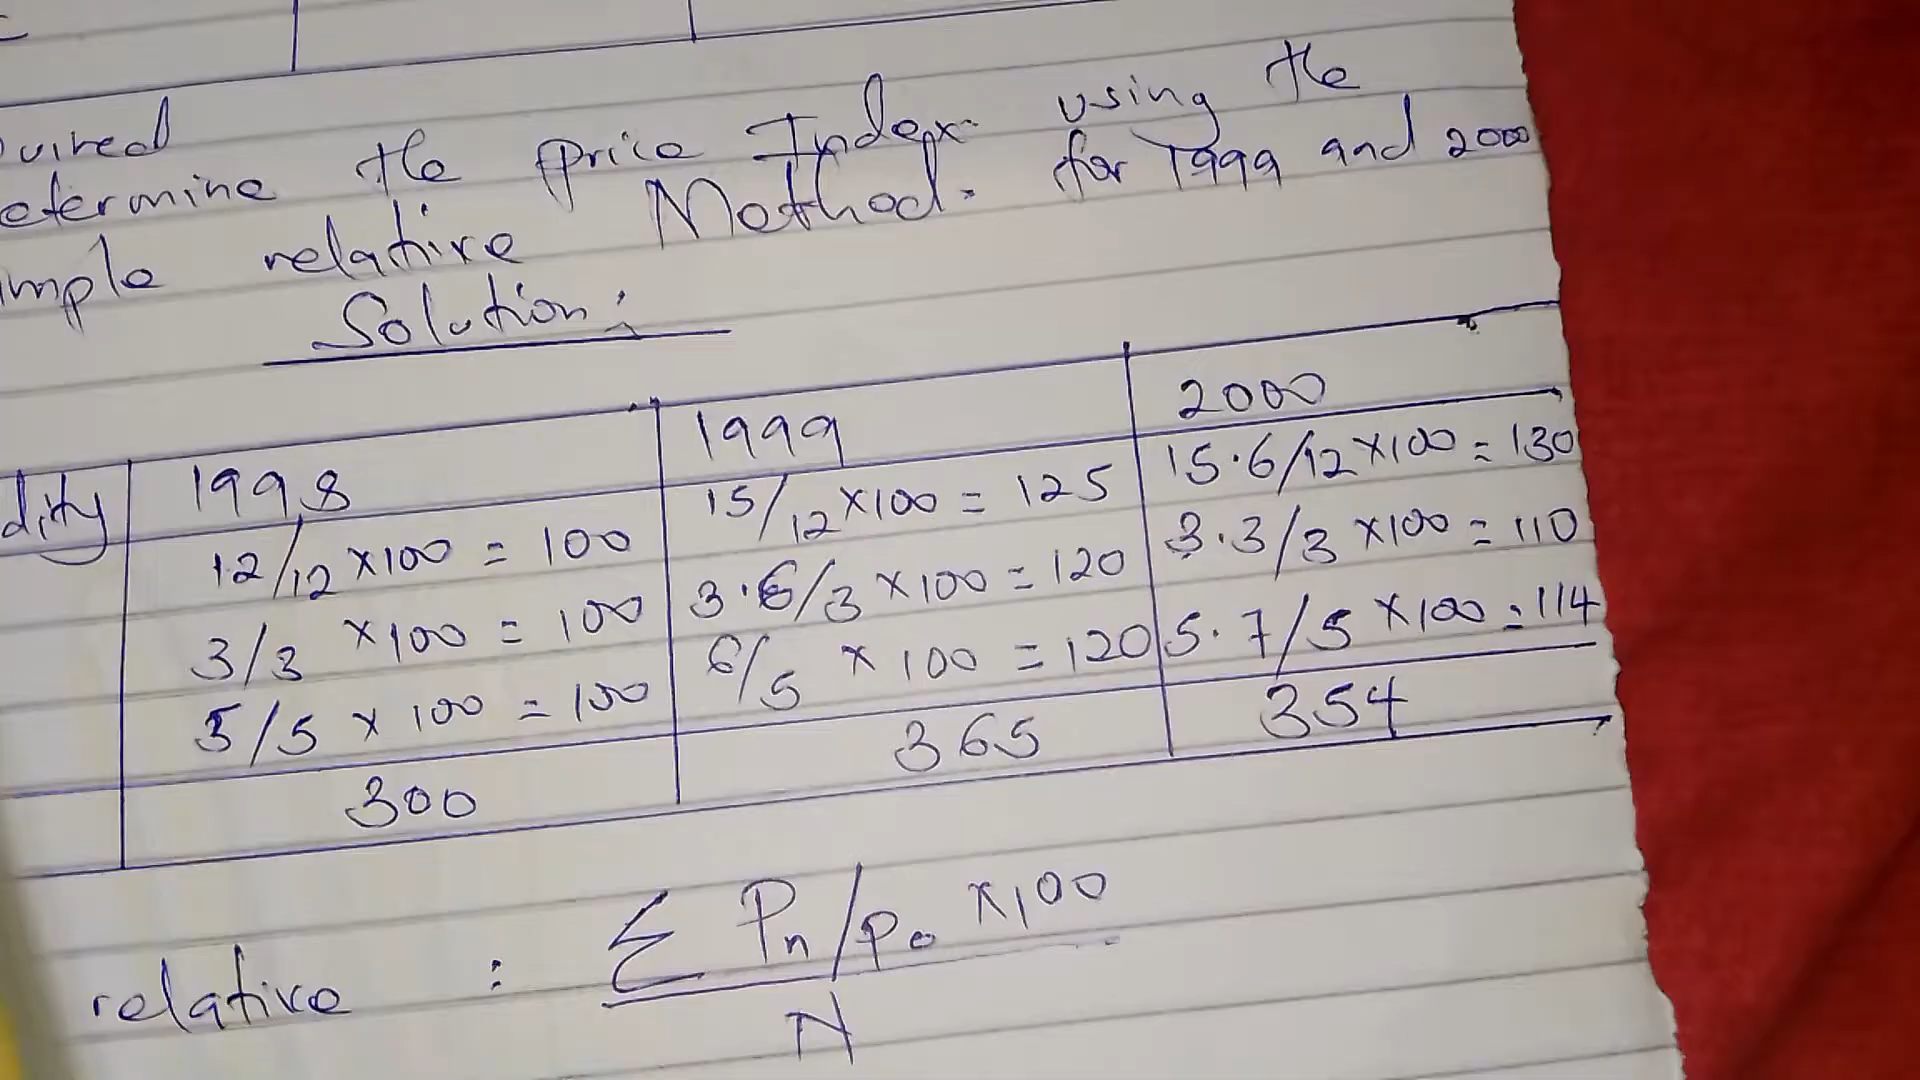 uired
etermine the price Index using the
imple relative Method. for 1999 and 2000
Solution:
dity 1998 1999 2000
12/12 x100 = 100 15/12 x100 = 125 15.6/12 x100 = 130
3/3 x100 = 100 3.6/3 x100 = 120 3.3/3 x100 = 110
5/5 x 100 = 100 6/5 x 100 = 120 5.7/5 x100 = 114
300 365 354
relative : Σ Pn/Po x100
N